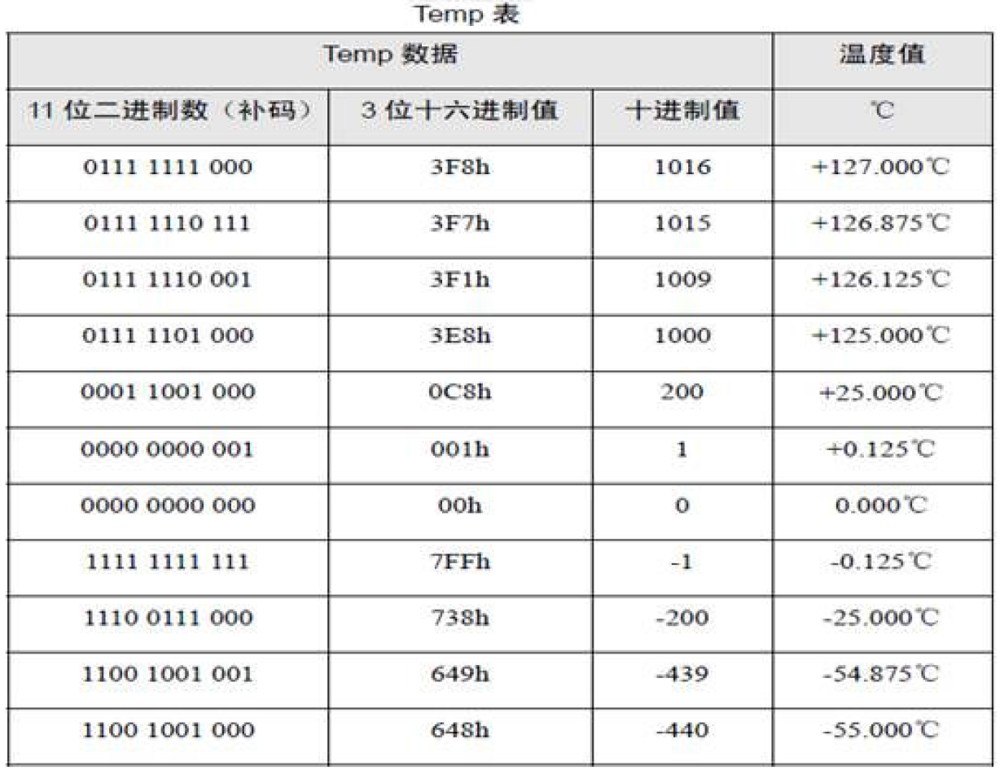 Temp 表
Temp 数据 温度值
11 位二进制数（补码） 3 位十六进制值 十进制值 ℃
0111 1111 000 3F8h 1016 +127.000℃
0111 1110 111 3F7h 1015 +126.875℃
0111 1110 001 3F1h 1009 +126.125℃
0111 1101 000 3E8h 1000 +125.000℃
0001 1001 000 0C8h 200 +25.000℃
0000 0000 001 001h 1 +0.125℃
0000 0000 000 00h 0 0.000℃
1111 1111 111 7FFh -1 -0.125℃
1110 0111 000 738h -200 -25.000℃
1100 1001 001 649h -439 -54.875℃
1100 1001 000 648h -440 -55.000℃